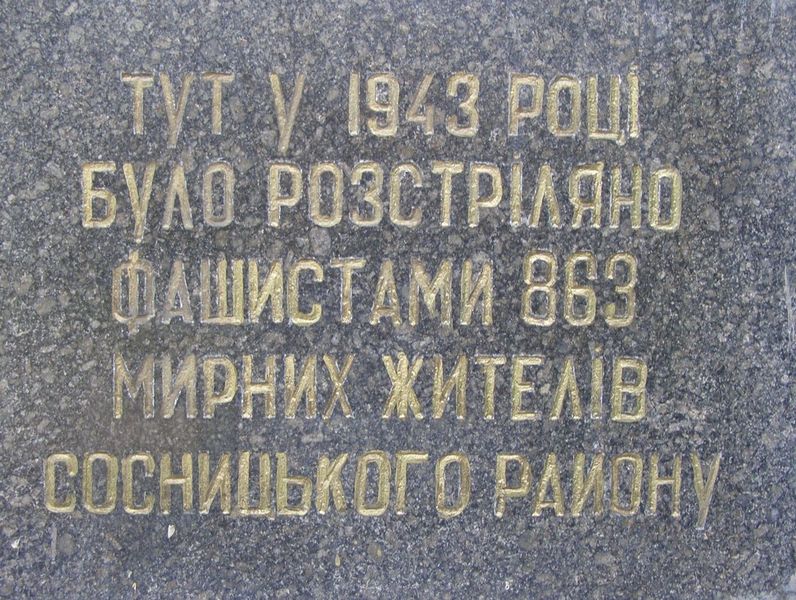 ТУТ У 1943 РОЦІ
БУЛО РОЗСТРІЛЯНО
ФАШИСТАМИ 863
МИРНИХ ЖИТЕЛІВ
СОСНИЦЬКОГО РАЙОНУ